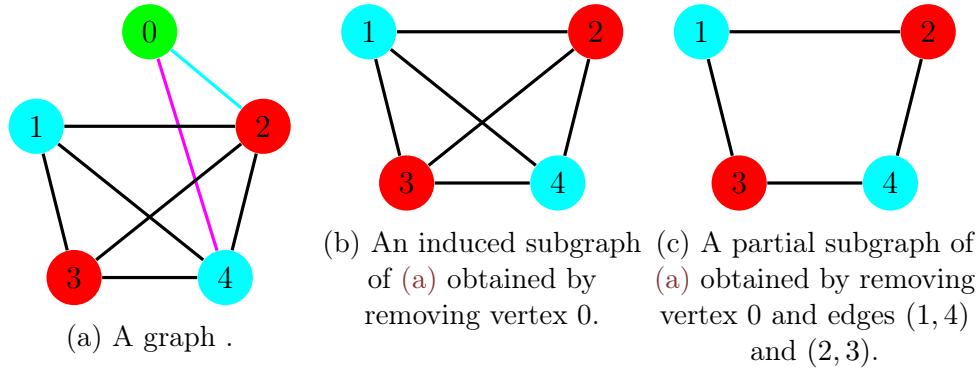 0
1
2
3
4
(a) A graph .
1
2
3
4
(b) An induced subgraph
of (a) obtained by
removing vertex 0.
1
2
3
4
(c) A partial subgraph of
(a) obtained by removing
vertex 0 and edges (1, 4)
and (2, 3).